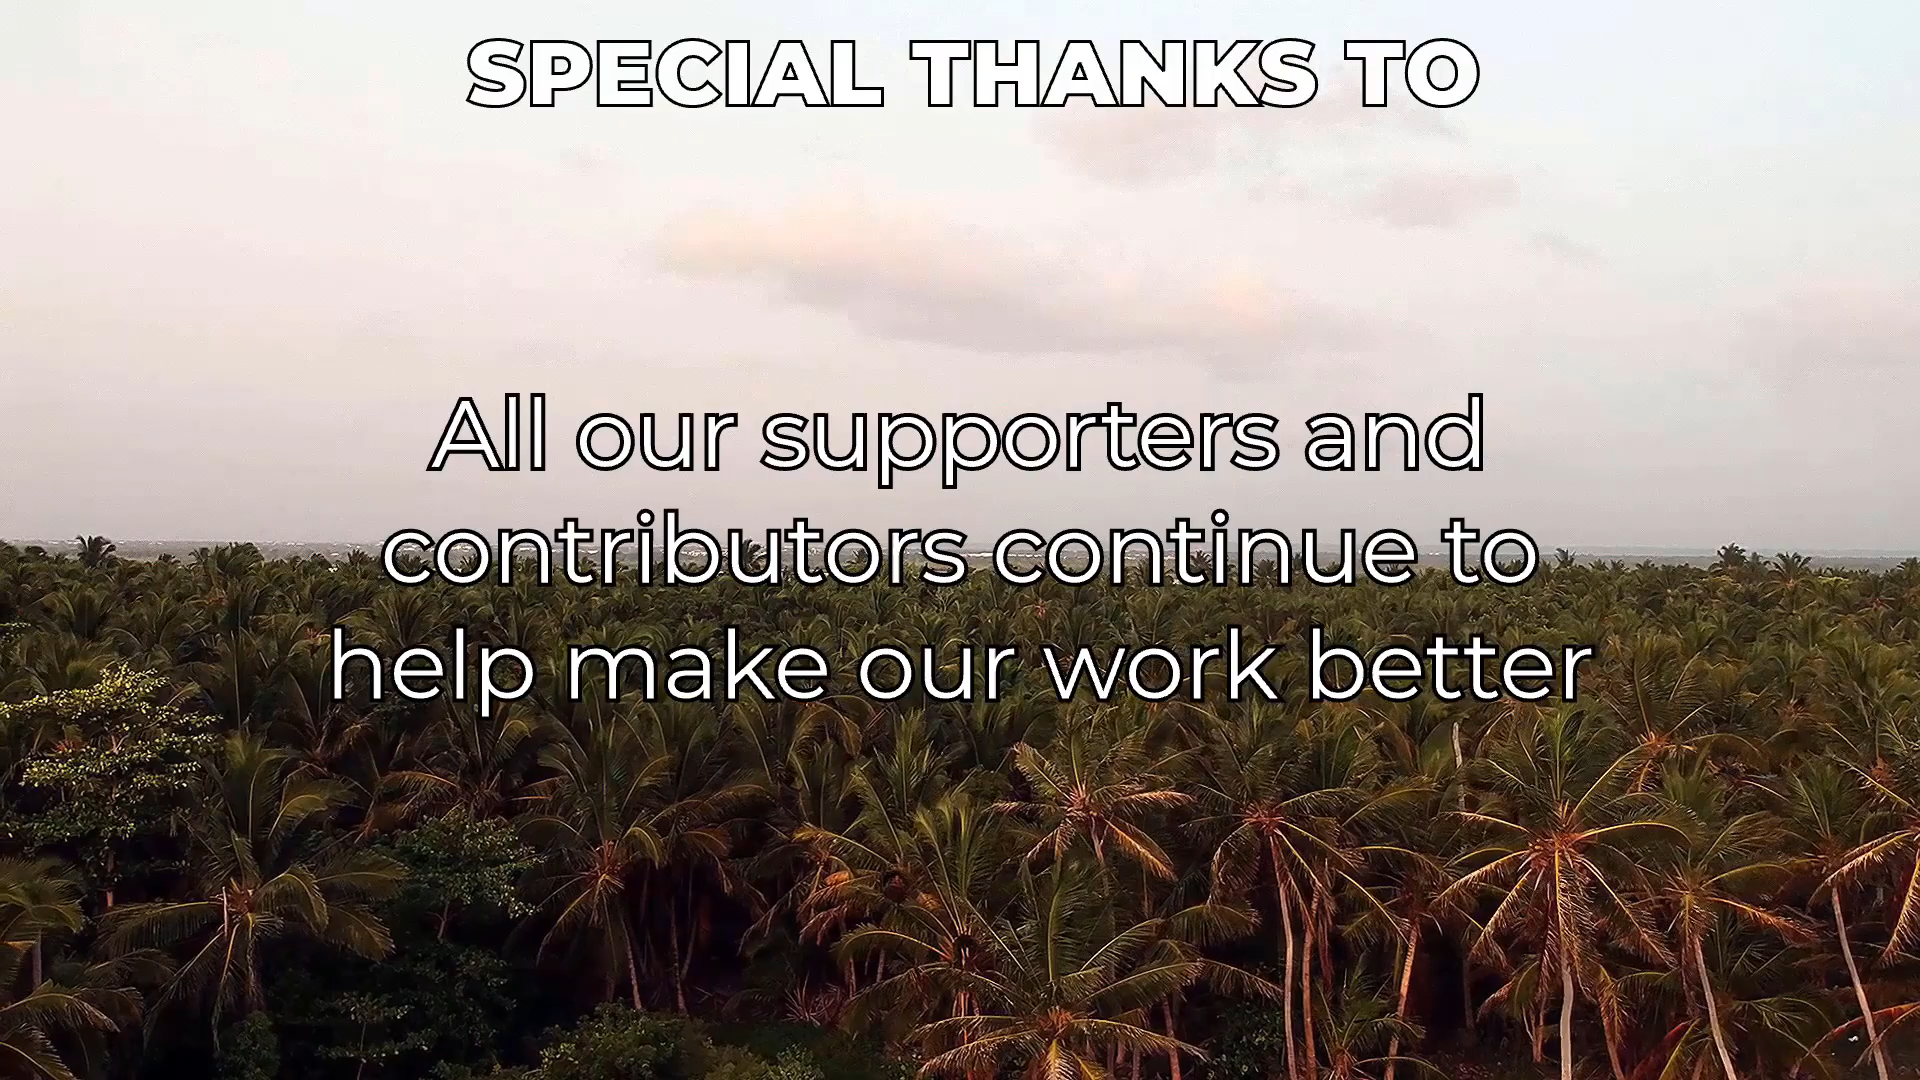 SPECIAL THANKS TO
All our supporters and
contributors continue to
help make our work better